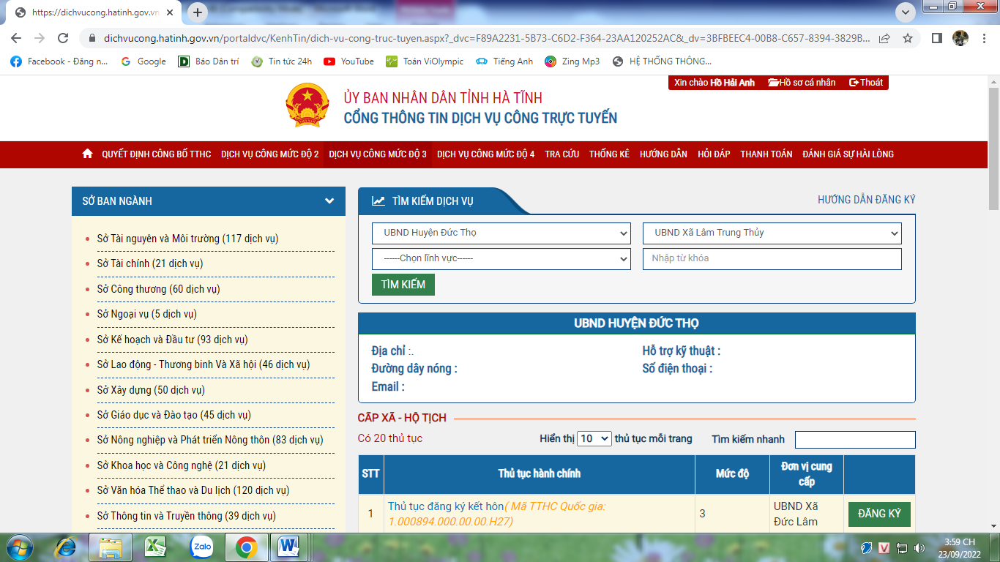 https://dichvucong.hatinh.gov.vn
dichvucong.hatinh.gov.vn/portaldvc/KenhTin/dich-vu-cong-truc-tuyen.aspx?_dvc=F89A2231-5B73-C6D2-F364-23AA120252AC&_dv=3BFBEEC4-00B8-C657-8394-3829B...
Facebook - Đăng n... Google Báo Dân trí Tin tức 24h YouTube Toán ViOlympic Tiếng Anh Zing Mp3 HỆ THỐNG THÔNG...
Xin chào Hồ Hải Anh Hồ sơ cá nhân Thoát
ỦY BAN NHÂN DÂN TỈNH HÀ TĨNH
CỔNG THÔNG TIN DỊCH VỤ CÔNG TRỰC TUYẾN
QUYẾT ĐỊNH CÔNG BỐ TTHC DỊCH VỤ CÔNG MỨC ĐỘ 2 DỊCH VỤ CÔNG MỨC ĐỘ 3 DỊCH VỤ CÔNG MỨC ĐỘ 4 TRA CỨU THỐNG KÊ HƯỚNG DẪN HỎI ĐÁP THANH TOÁN ĐÁNH GIÁ SỰ HÀI LÒNG
SỞ BAN NGÀNH
Sở Tài nguyên và Môi trường (117 dịch vụ)
Sở Tài chính (21 dịch vụ)
Sở Công thương (60 dịch vụ)
Sở Ngoại vụ (5 dịch vụ)
Sở Kế hoạch và Đầu tư (93 dịch vụ)
Sở Lao động - Thương binh Và Xã hội (46 dịch vụ)
Sở Xây dựng (50 dịch vụ)
Sở Giáo dục và Đào tạo (45 dịch vụ)
Sở Nông nghiệp và Phát triển Nông thôn (83 dịch vụ)
Sở Khoa học và Công nghệ (21 dịch vụ)
Sở Văn hóa Thể thao và Du lịch (120 dịch vụ)
Sở Thông tin và Truyền thông (39 dịch vụ)
TÌM KIẾM DỊCH VỤ HƯỚNG DẪN ĐĂNG KÝ
UBND Huyện Đức Thọ UBND Xã Lâm Trung Thủy
------Chọn lĩnh vực------ Nhập từ khóa
TÌM KIẾM
UBND HUYỆN ĐỨC THỌ
Địa chỉ :. Hỗ trợ kỹ thuật :
Đường dây nóng : Số điện thoại :
Email :
CẤP XÃ - HỘ TỊCH
Có 20 thủ tục Hiển thị 10 thủ tục mỗi trang Tìm kiếm nhanh
STT Thủ tục hành chính Mức độ Đơn vị cung cấp
1 Thủ tục đăng ký kết hôn( Mã TTHC Quốc gia: 1.000894.000.00.00.H27) 3 UBND Xã Đức Lâm ĐĂNG KÝ
Zalo
3:59 CH
23/09/2022